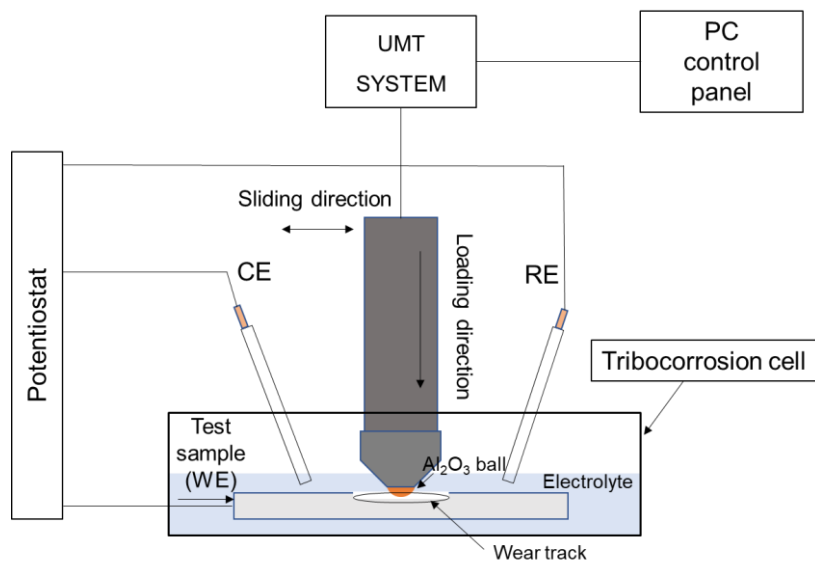 UMT
SYSTEM
PC
control
panel
Sliding direction
Loading direction
CE
RE
Potentiostat
Tribocorrosion cell
Test
sample
(WE)
Al₂O₃ ball
Electrolyte
Wear track